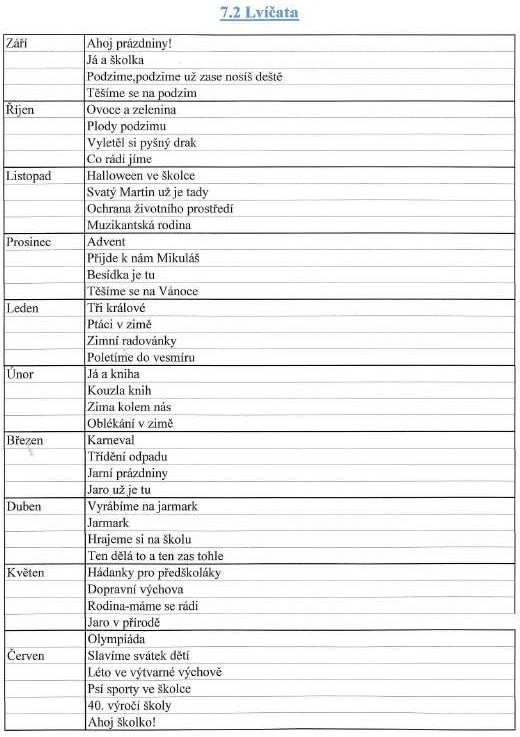 7.2 Lvíčata
Září Ahoj prázdniny!
Já a školka
Podzime,podzime už zase nosíš deště
Těšíme se na podzim
Říjen Ovoce a zelenina
Plody podzimu
Vyletěl si pyšný drak
Co rádi jíme
Listopad Halloween ve školce
Svatý Martin už je tady
Ochrana životního prostředí
Muzikantská rodina
Prosinec Advent
Přijde k nám Mikuláš
Besídka je tu
Těšíme se na Vánoce
Leden Tři králové
Ptáci v zimě
Zimní radovánky
Poletíme do vesmíru
Únor Já a kniha
Kouzla knih
Zima kolem nás
Oblékání v zimě
Březen Karneval
Třídění odpadu
Jarní prázdniny
Jaro už je tu
Duben Vyrábíme na jarmark
Jarmark
Hrajeme si na školu
Ten dělá to a ten zas tohle
Květen Hádanky pro předškoláky
Dopravní výchova
Rodina-máme se rádi
Jaro v přírodě
Olympiáda
Červen Slavíme svátek dětí
Léto ve výtvarné výchově
Psí sporty ve školce
40. výročí školy
Ahoj školko!